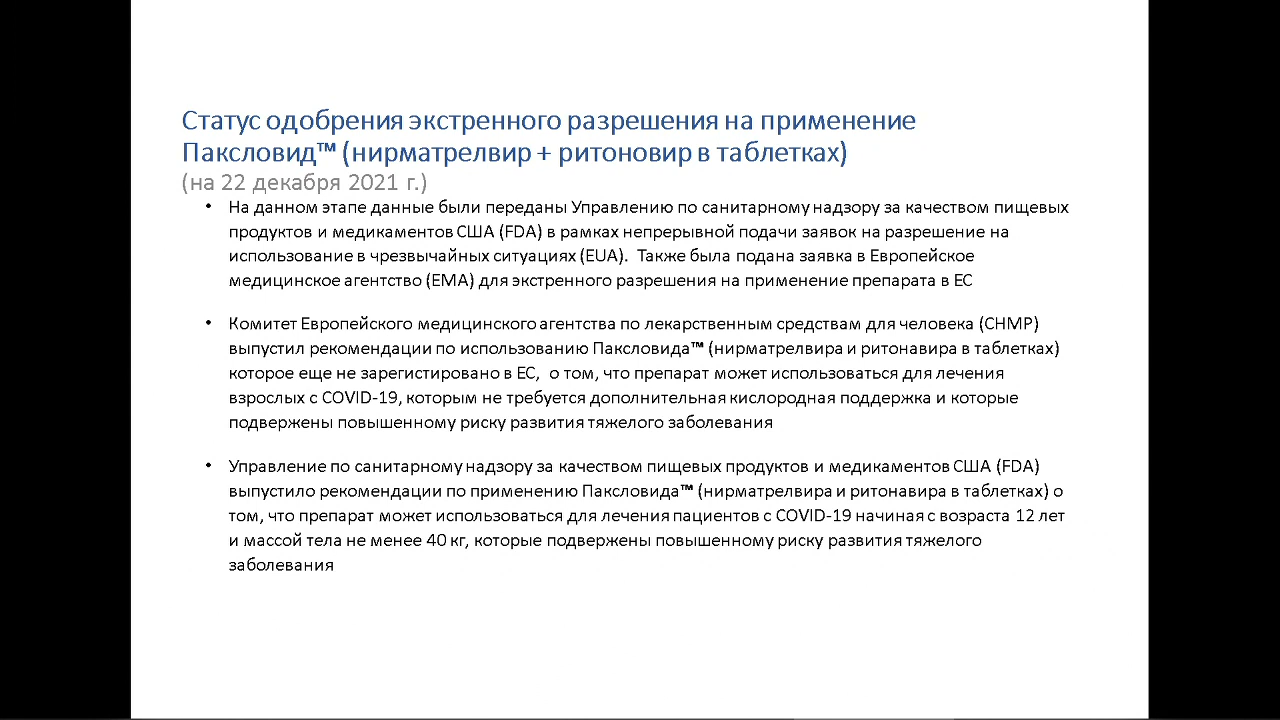 Статус одобрения экстренного разрешения на применение
Паксловид™ (нирматрелвир + ритоновир в таблетках)
(на 22 декабря 2021 г.)
• На данном этапе данные были переданы Управлению по санитарному надзору за качеством пищевых
продуктов и медикаментов США (FDA) в рамках непрерывной подачи заявок на разрешение на
использование в чрезвычайных ситуациях (EUA). Также была подана заявка в Европейское
медицинское агентство (EMA) для экстренного разрешения на применение препарата в ЕС
• Комитет Европейского медицинского агентства по лекарственным средствам для человека (CHMP)
выпустил рекомендации по использованию Паксловида™ (нирматрелвира и ритонавира в таблетках)
которое еще не зарегистировано в ЕС, о том, что препарат может использоваться для лечения
взрослых с COVID-19, которым не требуется дополнительная кислородная поддержка и которые
подвержены повышенному риску развития тяжелого заболевания
• Управление по санитарному надзору за качеством пищевых продуктов и медикаментов США (FDA)
выпустило рекомендации по применению Паксловида™ (нирматрелвира и ритонавира в таблетках) о
том, что препарат может использоваться для лечения пациентов с COVID-19 начиная с возраста 12 лет
и массой тела не менее 40 кг, которые подвержены повышенному риску развития тяжелого
заболевания